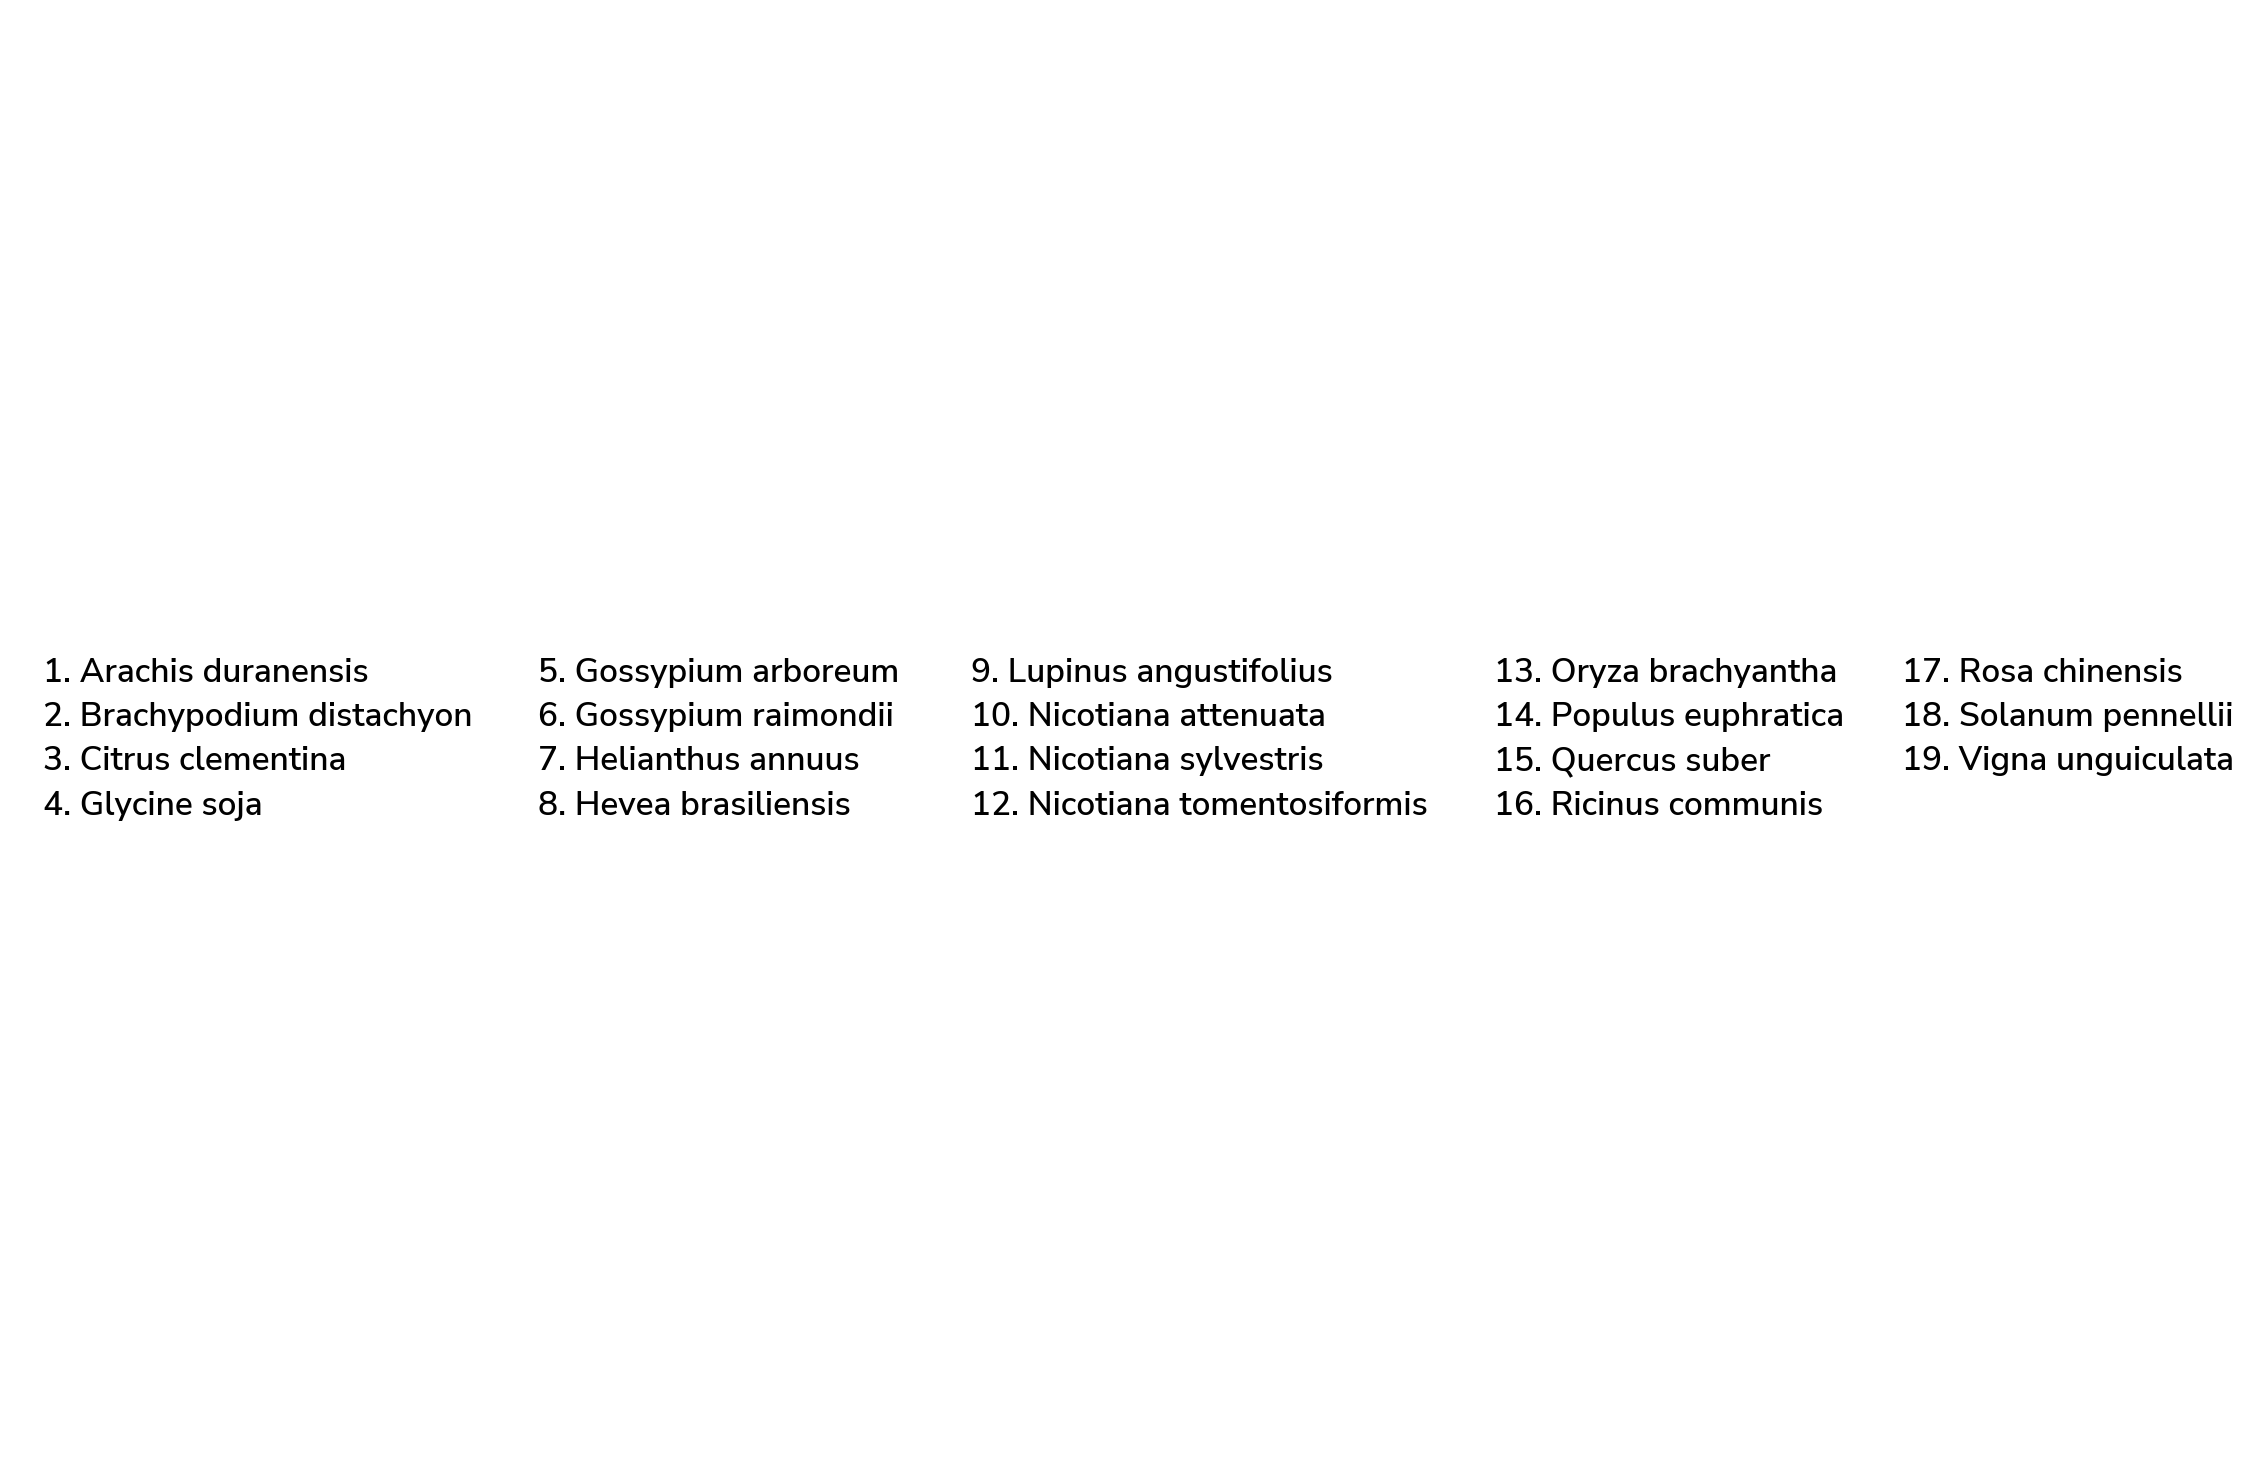 1. Arachis duranensis
2. Brachypodium distachyon
3. Citrus clementina
4. Glycine soja
5. Gossypium arboreum
6. Gossypium raimondii
7. Helianthus annuus
8. Hevea brasiliensis
9. Lupinus angustifolius
10. Nicotiana attenuata
11. Nicotiana sylvestris
12. Nicotiana tomentosiformis
13. Oryza brachyantha
14. Populus euphratica
15. Quercus suber
16. Ricinus communis
17. Rosa chinensis
18. Solanum pennellii
19. Vigna unguiculata